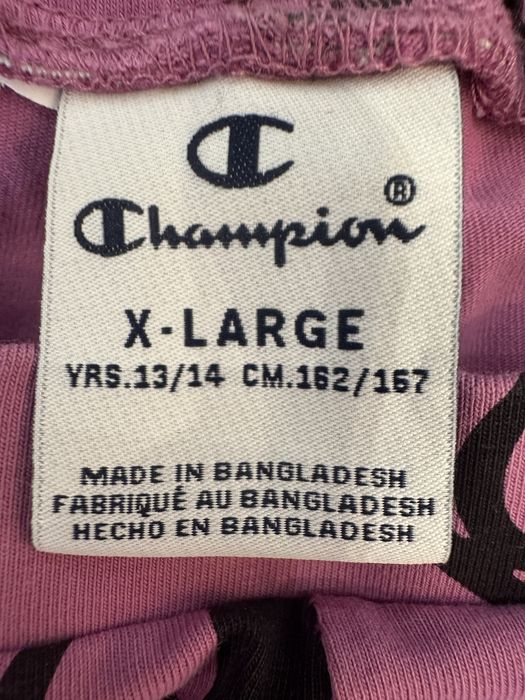 C
Champion®
X-LARGE
YRS.13/14 CM.162/167
MADE IN BANGLADESH
FABRIQUÉ AU BANGLADESH
HECHO EN BANGLADESH